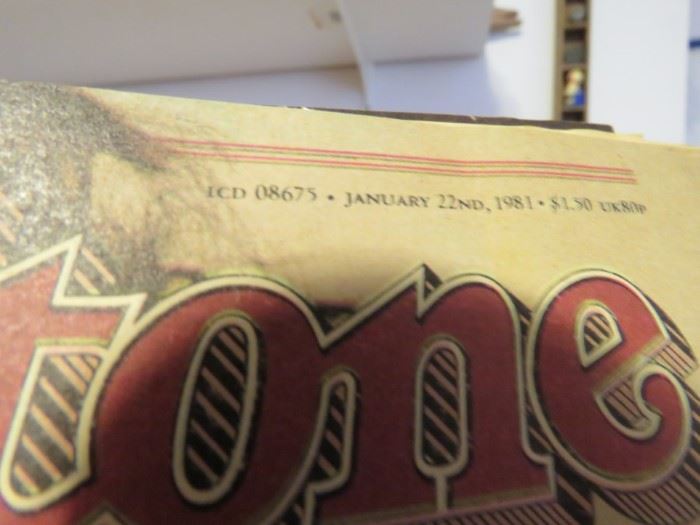 ICD 08675 • JANUARY 22ND, 1981 • $1.50 UK80P
tone